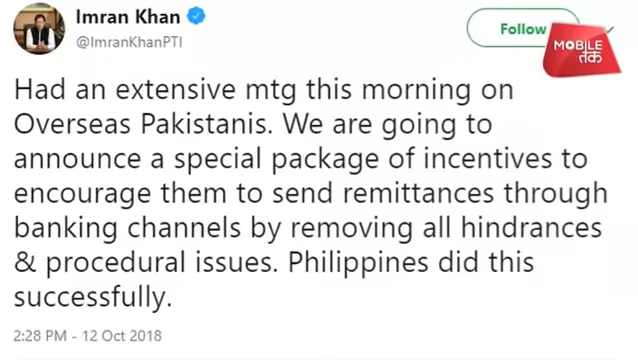 Imran Khan
@ImranKhanPTI
Follow
MOBILE
तक
Had an extensive mtg this morning on
Overseas Pakistanis. We are going to
announce a special package of incentives to
encourage them to send remittances through
banking channels by removing all hindrances
& procedural issues. Philippines did this
successfully.
2:28 PM - 12 Oct 2018